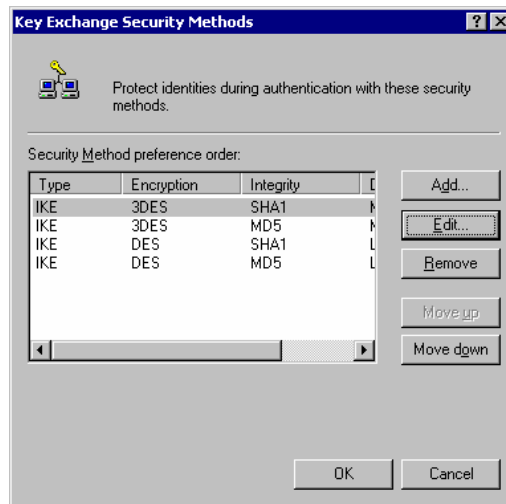 Key Exchange Security Methods
Protect identities during authentication with these security
methods.
Security Method preference order:
Type Encryption Integrity
IKE 3DES SHA1
IKE 3DES MD5
IKE DES SHA1
IKE DES MD5
Add...
Edit...
Remove
Move up
Move down
OK Cancel